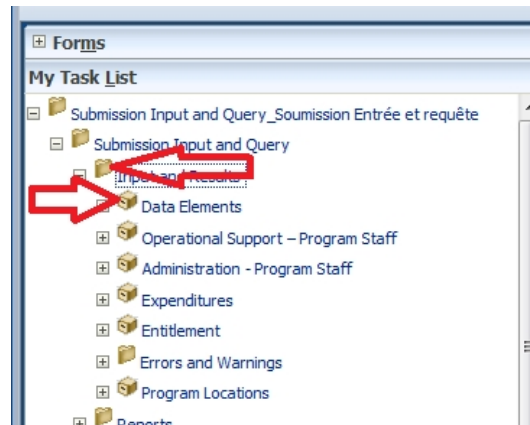 Forms
My Task List
Submission Input and Query_Soumission Entrée et requête
Submission Input and Query
Input and Results
Data Elements
Operational Support – Program Staff
Administration - Program Staff
Expenditures
Entitlement
Errors and Warnings
Program Locations
Reports